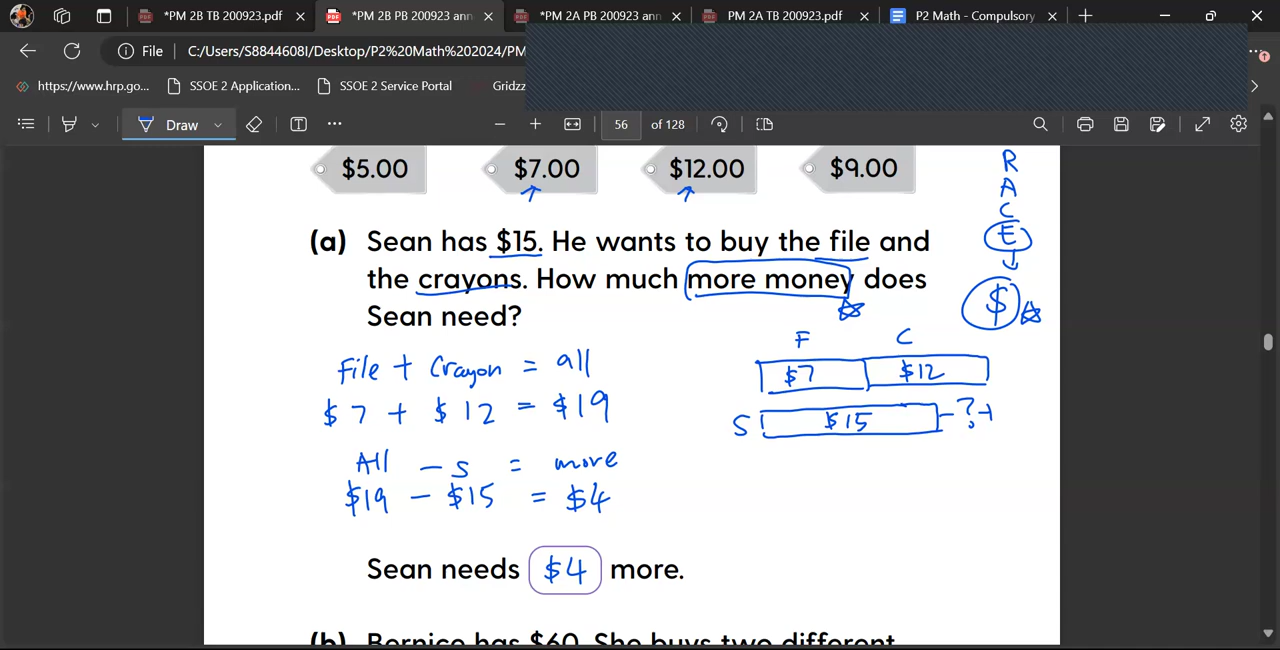 *PM 2B TB 200923.pdf
*PM 2B PB 200923 ann
*PM 2A PB 200923 ann
PM 2A TB 200923.pdf
P2 Math - Compulsory
File
C:/Users/S8844608I/Desktop/P2%20Math%202024/PM
https://www.hrp.go...
SSOE 2 Application...
SSOE 2 Service Portal
Gridzz
Draw
56 of 128
$5.00 $7.00 $12.00 $9.00
R
A
C
E
$
(a) Sean has $15. He wants to buy the file and
the crayons. How much more money does
Sean need?
File + Crayon = all
$7 + $12 = $19
All - S = more
$19 - $15 = $4
F C
$7 $12
S $15 ?
Sean needs $4 more.
(b) Bernice has $60. She buys two different